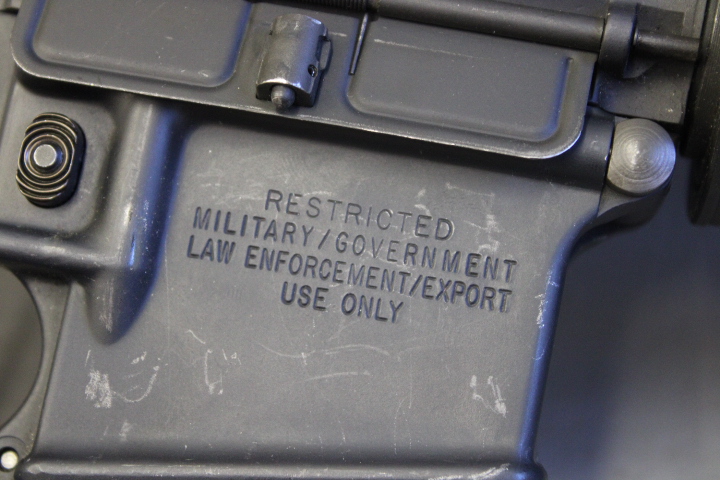 RESTRICTED
MILITARY/GOVERNMENT
LAW ENFORCEMENT/EXPORT
USE ONLY